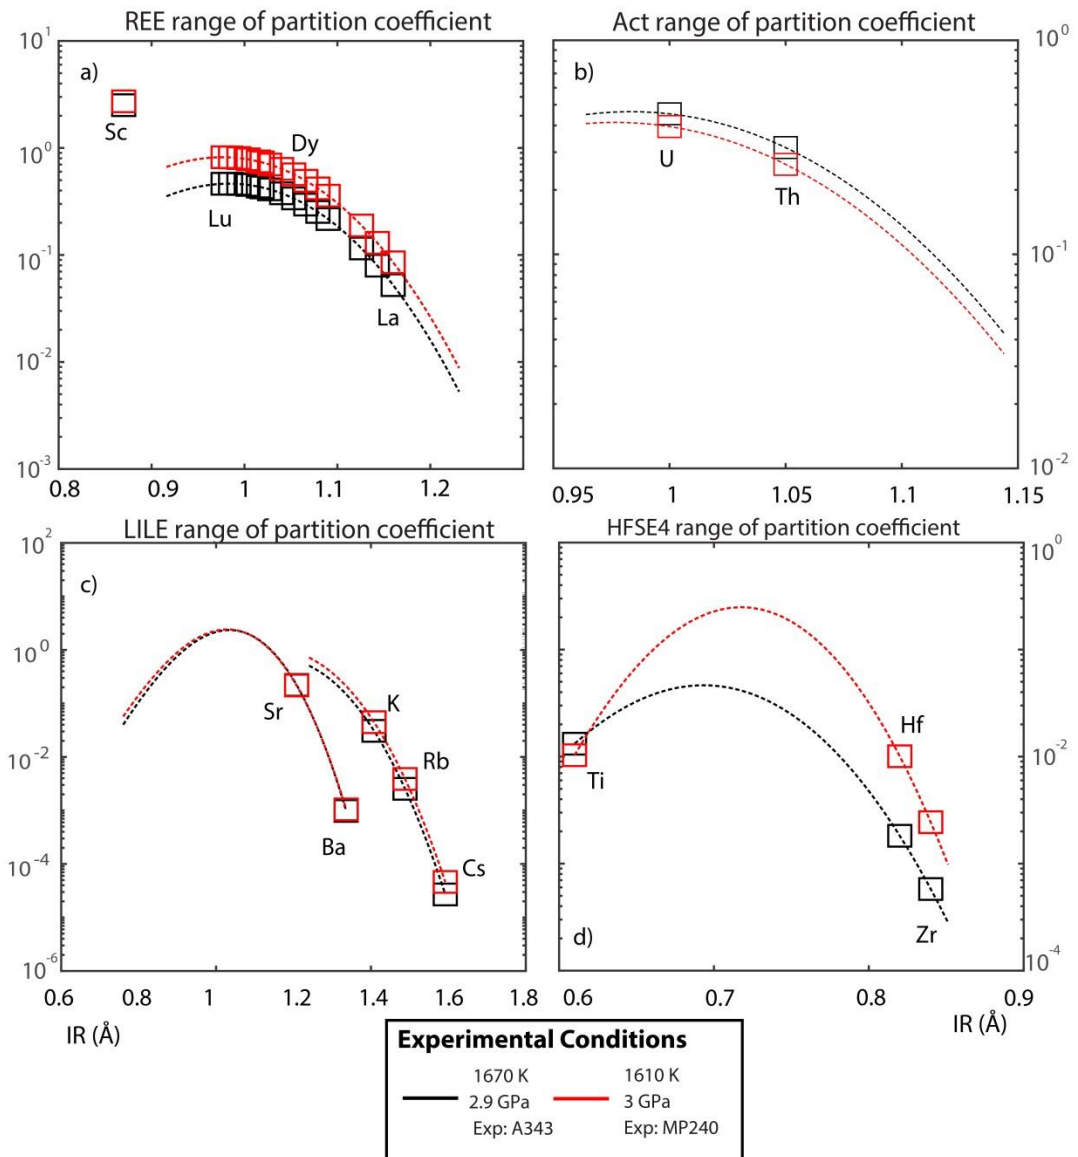 REE range of partition coefficient
Act range of partition coefficient
10^1
10^0
a)
b)
Sc
Dy
U
10^0
Lu
Th
10^-1
10^-1
La
10^-2
10^-3
10^-2
0.8 0.9 1 1.1 1.2
0.95 1 1.05 1.1 1.15
LILE range of partition coefficient
HFSE4 range of partition coefficient
10^2
10^0
c)
10^0
Sr
K
Hf
10^-2
10^-2
Rb
Ti
Ba
10^-4
Cs
Zr
d)
10^-6
10^-4
0.6 0.8 1 1.2 1.4 1.6 1.8
0.6 0.7 0.8 0.9
IR (Å)
IR (Å)
Experimental Conditions
1670 K
2.9 GPa
Exp: A343
1610 K
3 GPa
Exp: MP240